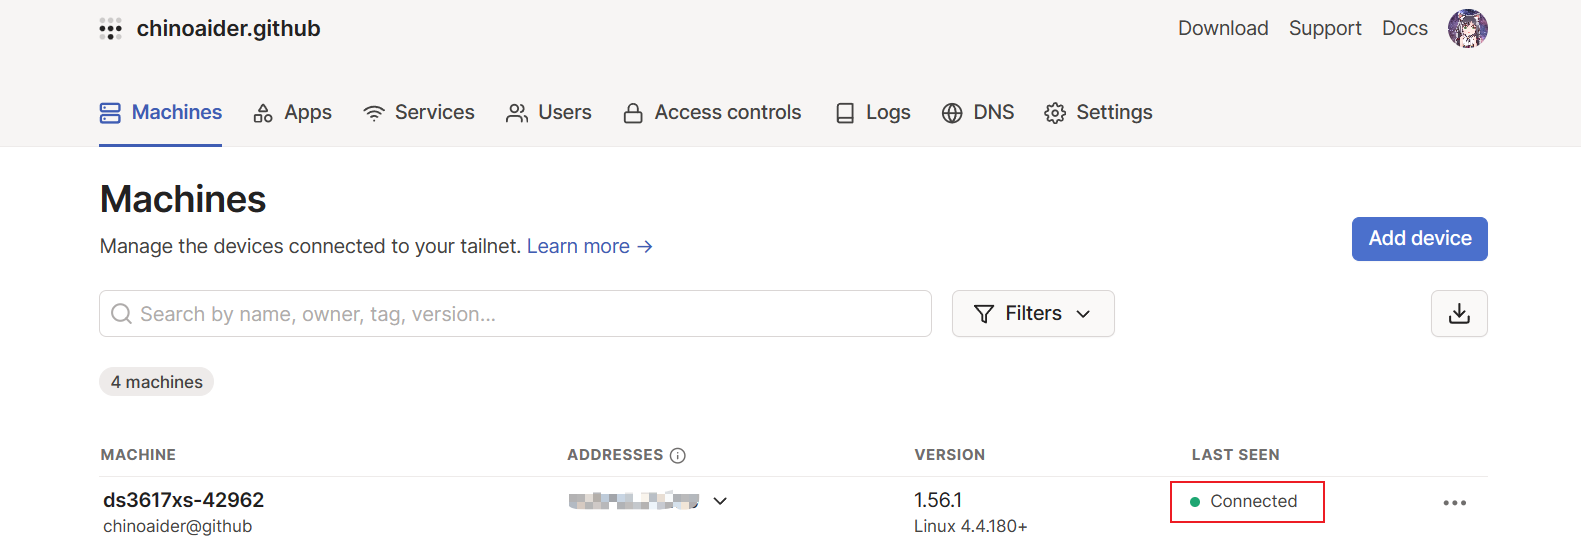 chinoaider.github
Download Support Docs
Machines Apps Services Users Access controls Logs DNS Settings
Machines
Manage the devices connected to your tailnet. Learn more →
Add device
Search by name, owner, tag, version...
Filters
4 machines
MACHINE ADDRESSES VERSION LAST SEEN
ds3617xs-42962 1.56.1 Connected
chinoaider@github Linux 4.4.180+